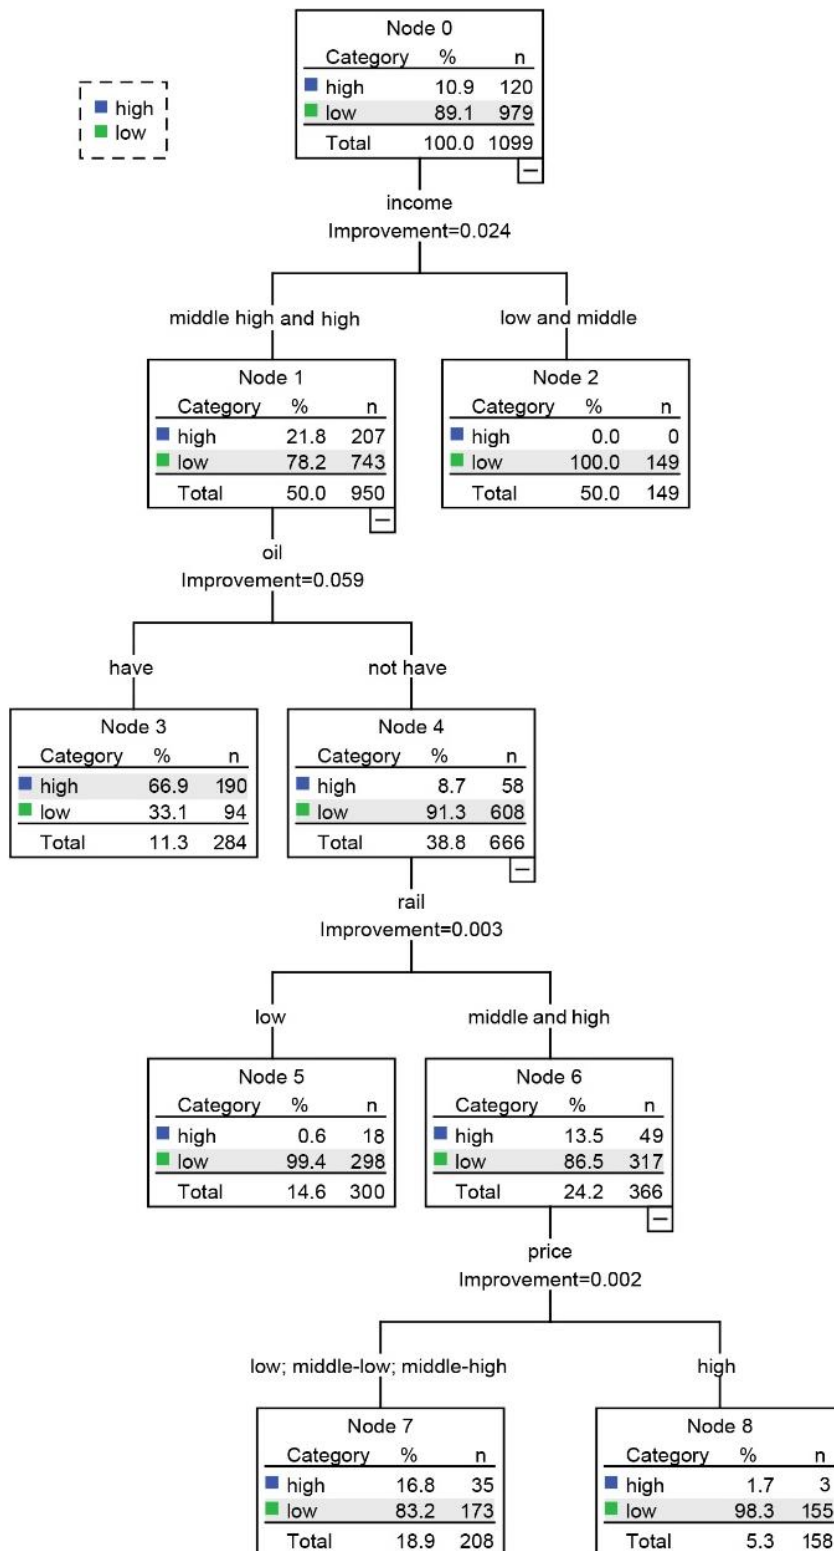 Node 0
Category % n
high 10.9 120
low 89.1 979
Total 100.0 1099
high
low
income
Improvement=0.024
middle high and high low and middle
Node 1
Category % n
high 21.8 207
low 78.2 743
Total 50.0 950
Node 2
Category % n
high 0.0 0
low 100.0 149
Total 50.0 149
oil
Improvement=0.059
have not have
Node 3
Category % n
high 66.9 190
low 33.1 94
Total 11.3 284
Node 4
Category % n
high 8.7 58
low 91.3 608
Total 38.8 666
rail
Improvement=0.003
low middle and high
Node 5
Category % n
high 0.6 18
low 99.4 298
Total 14.6 300
Node 6
Category % n
high 13.5 49
low 86.5 317
Total 24.2 366
price
Improvement=0.002
low; middle-low; middle-high high
Node 7
Category % n
high 16.8 35
low 83.2 173
Total 18.9 208
Node 8
Category % n
high 1.7 3
low 98.3 155
Total 5.3 158